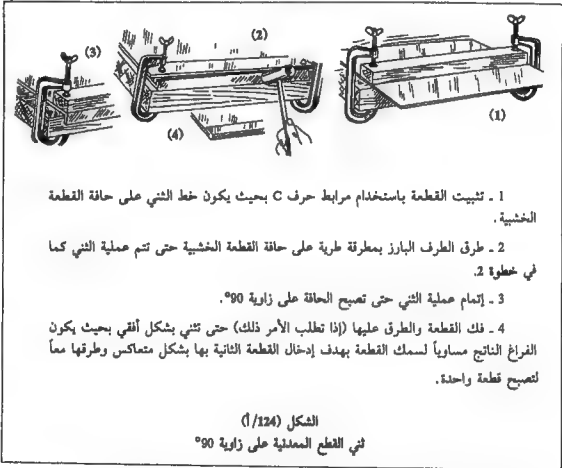 (3)
(2)
(4)
(1)
1 ـ تثبيت القطعة باستخدام مرابط حرف C بحيث يكون خط الثني على حافة القطعة
الخشبية.
2 ـ طرق الطرف البارز بمطرقة طرية على حافة القطعة الخشبية حتى تتم عملية الثني كما
في خطوة 2.
3 ـ إتمام عملية الثني حتى تصبح الحافة على زاوية 90°.
4 ـ فك القطعة والطرق عليها (إذا تطلب الأمر ذلك) حتى تثني بشكل أفقي بحيث يكون
الفراغ الناتج مساوياً لسمك القطعة بهدف إدخال القطعة الثانية بها بشكل متعاكس وطرقها معاً
لتصبح قطعة واحدة.
الشكل (124/أ)
ثني القطع المعدنية على زاوية 90°